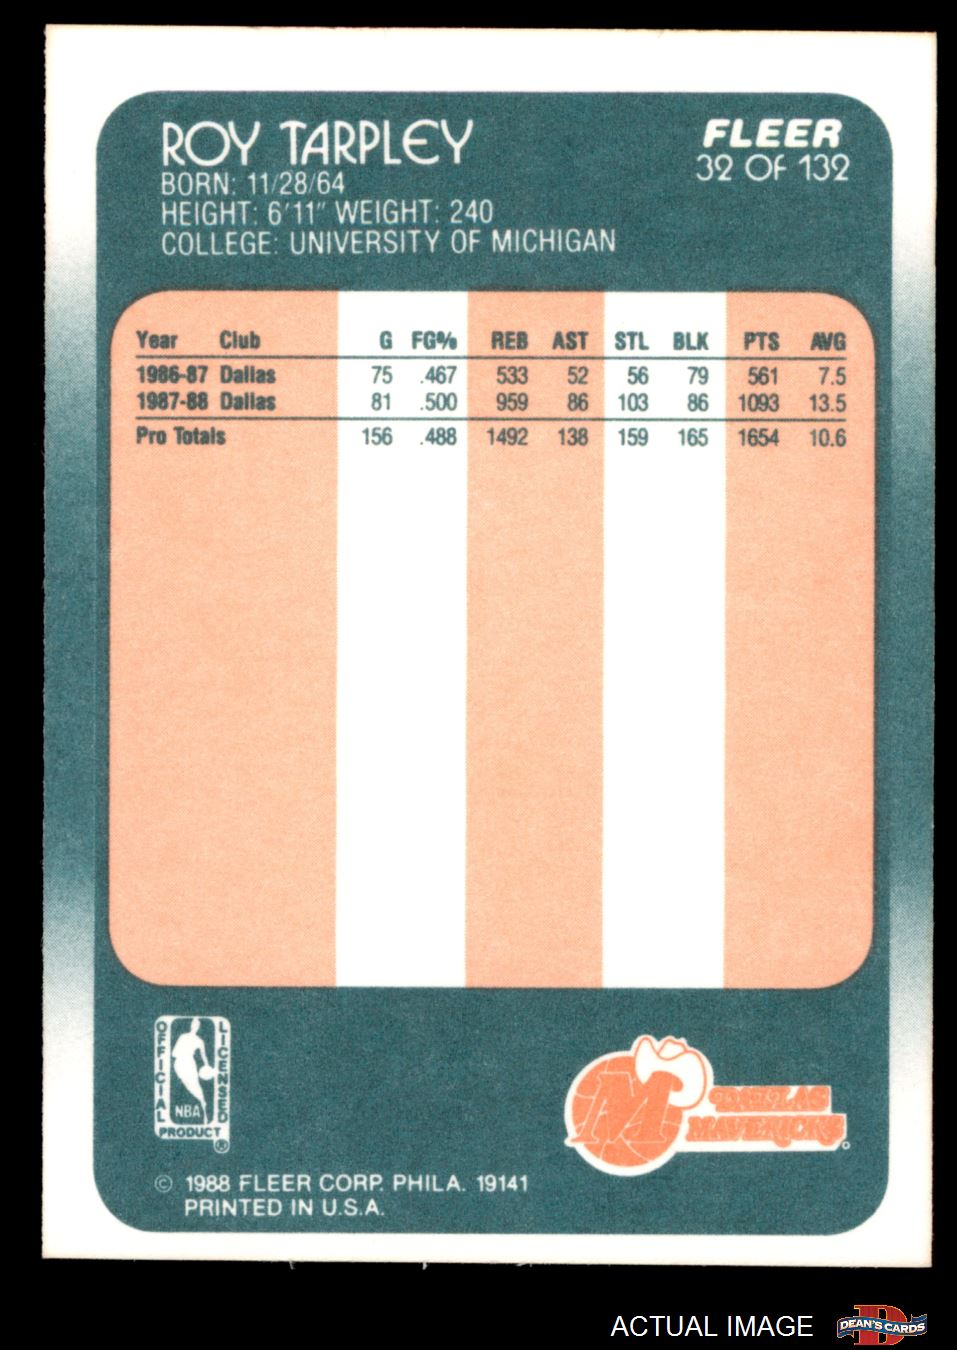 ROY TARPLEY
BORN: 11/28/64
HEIGHT: 6'11" WEIGHT: 240
COLLEGE: UNIVERSITY OF MICHIGAN
FLEER
32 OF 132
Year Club G FG% REB AST STL BLK PTS AVG
1986-87 Dallas 75 .467 533 52 56 79 561 7.5
1987-88 Dallas 81 .500 959 86 103 86 1093 13.5
Pro Totals 156 .488 1492 138 159 165 1654 10.6
OFFICIAL
LICENSED
NBA
PRODUCT ®
M
DALLAS
MAVERICKS
© 1988 FLEER CORP. PHILA. 19141
PRINTED IN U.S.A.
ACTUAL IMAGE
D
DEAN'S CARDS